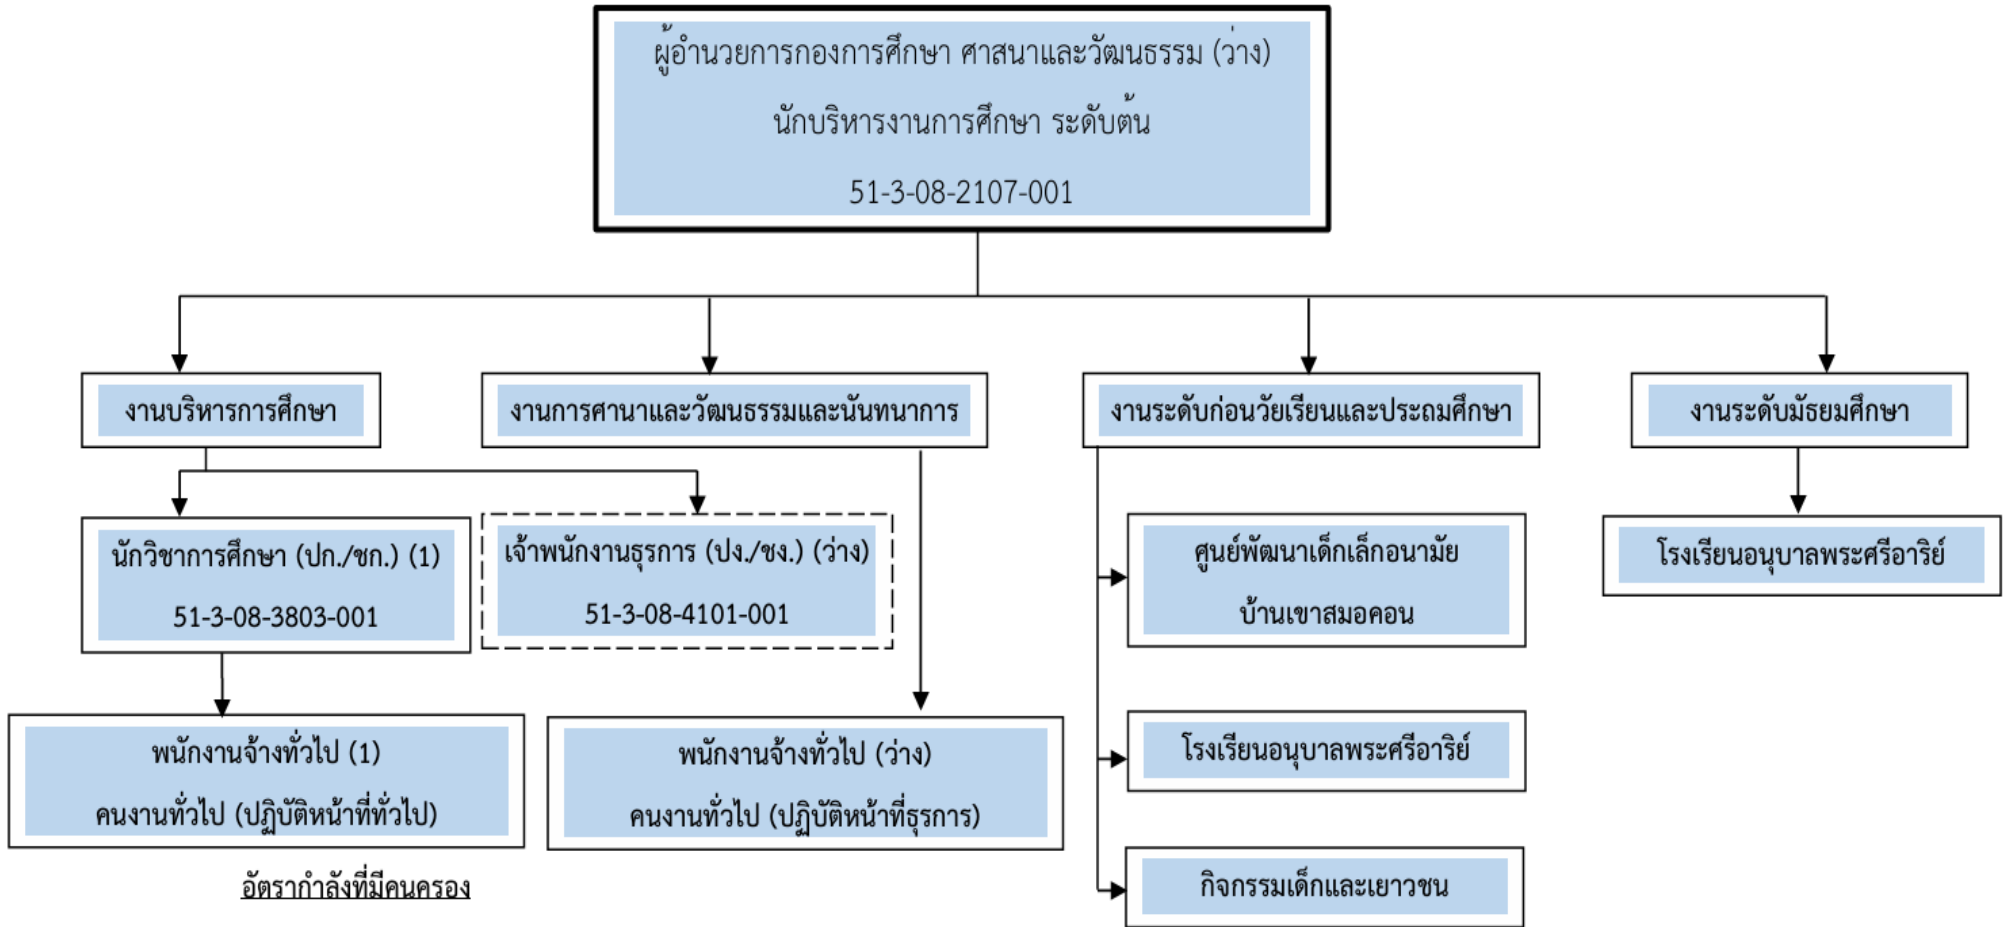 ผู้อำนวยการกองการศึกษา ศาสนาและวัฒนธรรม (ว่าง)
นักบริหารงานการศึกษา ระดับต้น
51-3-08-2107-001
งานบริหารการศึกษา
งานการศานาและวัฒนธรรมและนันทนาการ
งานระดับก่อนวัยเรียนและประถมศึกษา
งานระดับมัธยมศึกษา
นักวิชาการศึกษา (ปก./ชก.) (1)
51-3-08-3803-001
เจ้าพนักงานธุรการ (ปง./ชง.) (ว่าง)
51-3-08-4101-001
ศูนย์พัฒนาเด็กเล็กอนามัย
บ้านเขาสมอคอน
โรงเรียนอนุบาลพระศรีอาริย์
พนักงานจ้างทั่วไป (1)
คนงานทั่วไป (ปฏิบัติหน้าที่ทั่วไป)
พนักงานจ้างทั่วไป (ว่าง)
คนงานทั่วไป (ปฏิบัติหน้าที่ธุรการ)
โรงเรียนอนุบาลพระศรีอาริย์
กิจกรรมเด็กและเยาวชน
อัตรากำลังที่มีคนครอง